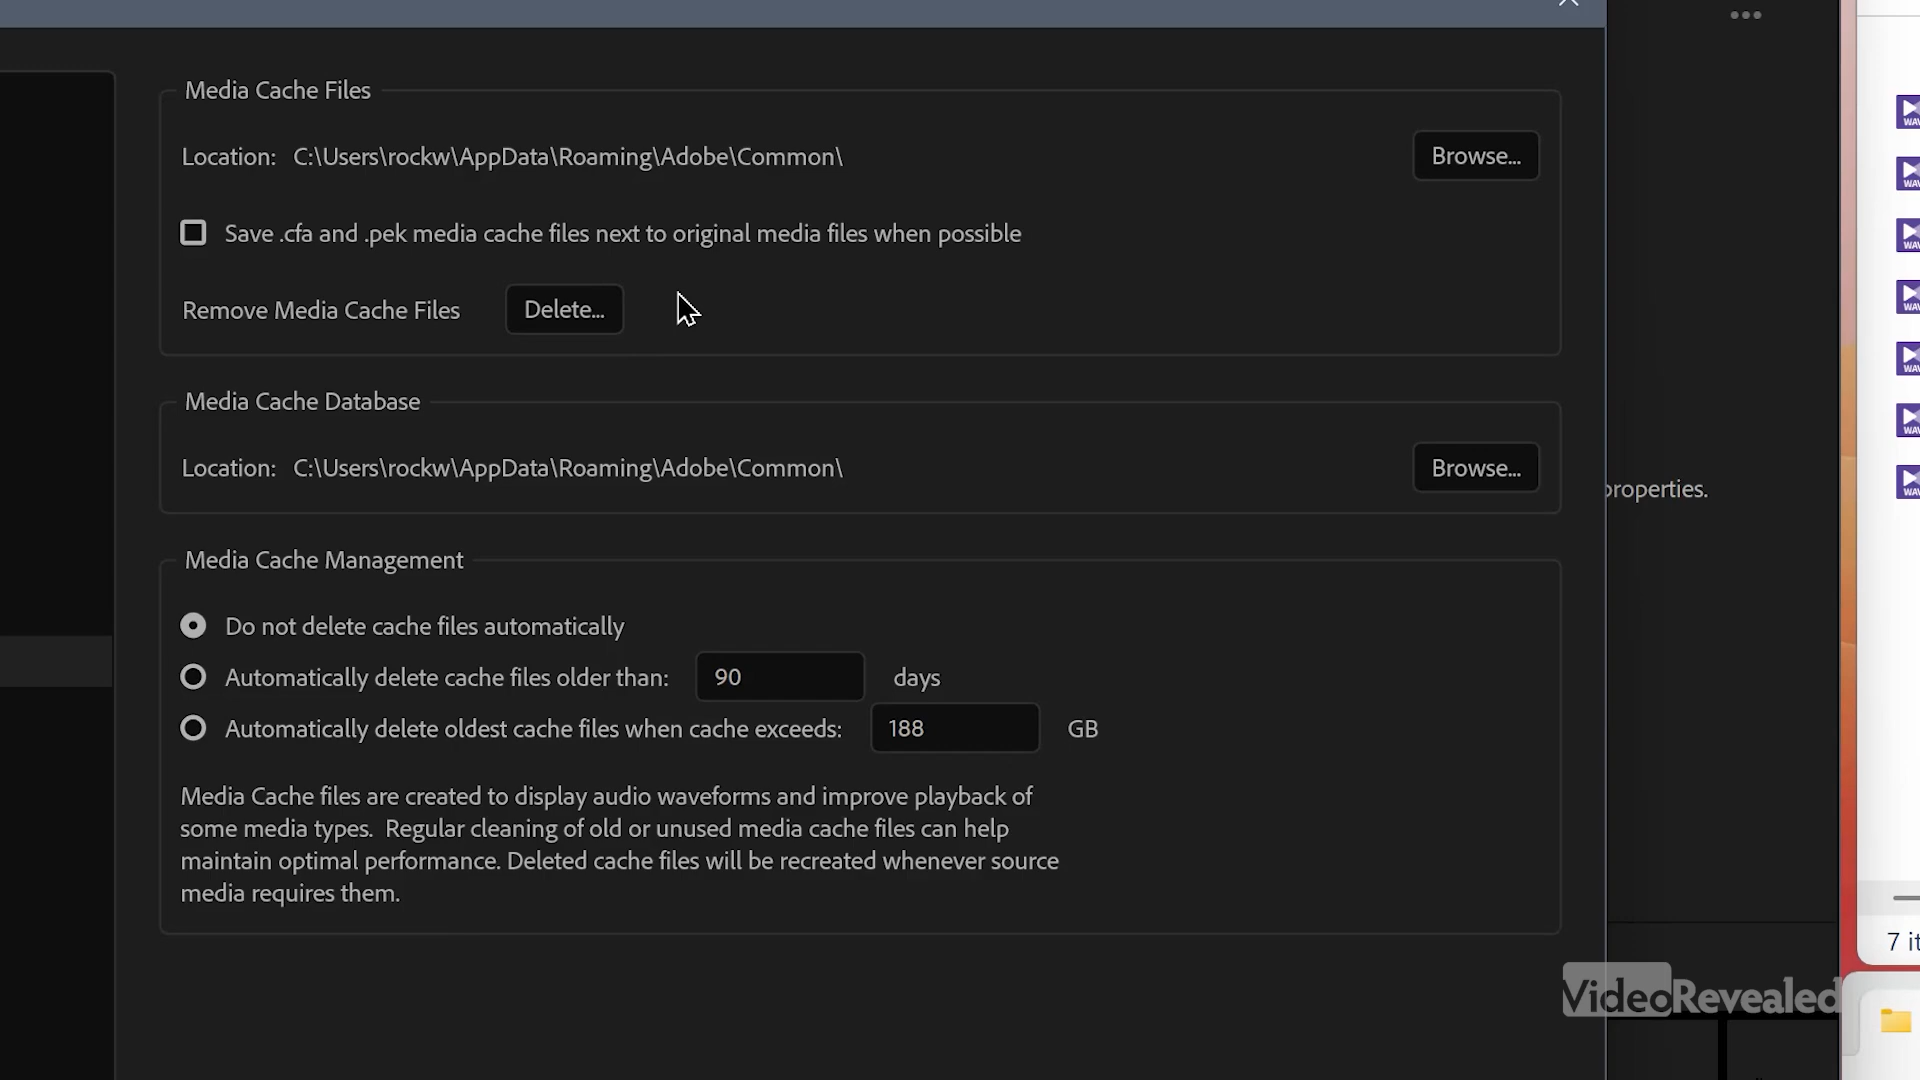 Media Cache Files
Location: C:\Users\rockw\AppData\Roaming\Adobe\Common\ Browse...
Save .cfa and .pek media cache files next to original media files when possible
Remove Media Cache Files Delete...
Media Cache Database
Location: C:\Users\rockw\AppData\Roaming\Adobe\Common\ Browse...
properties.
Media Cache Management
Do not delete cache files automatically
Automatically delete cache files older than: 90 days
Automatically delete oldest cache files when cache exceeds: 188 GB
Media Cache files are created to display audio waveforms and improve playback of
some media types. Regular cleaning of old or unused media cache files can help
maintain optimal performance. Deleted cache files will be recreated whenever source
media requires them.
7 it
VideoRevealed